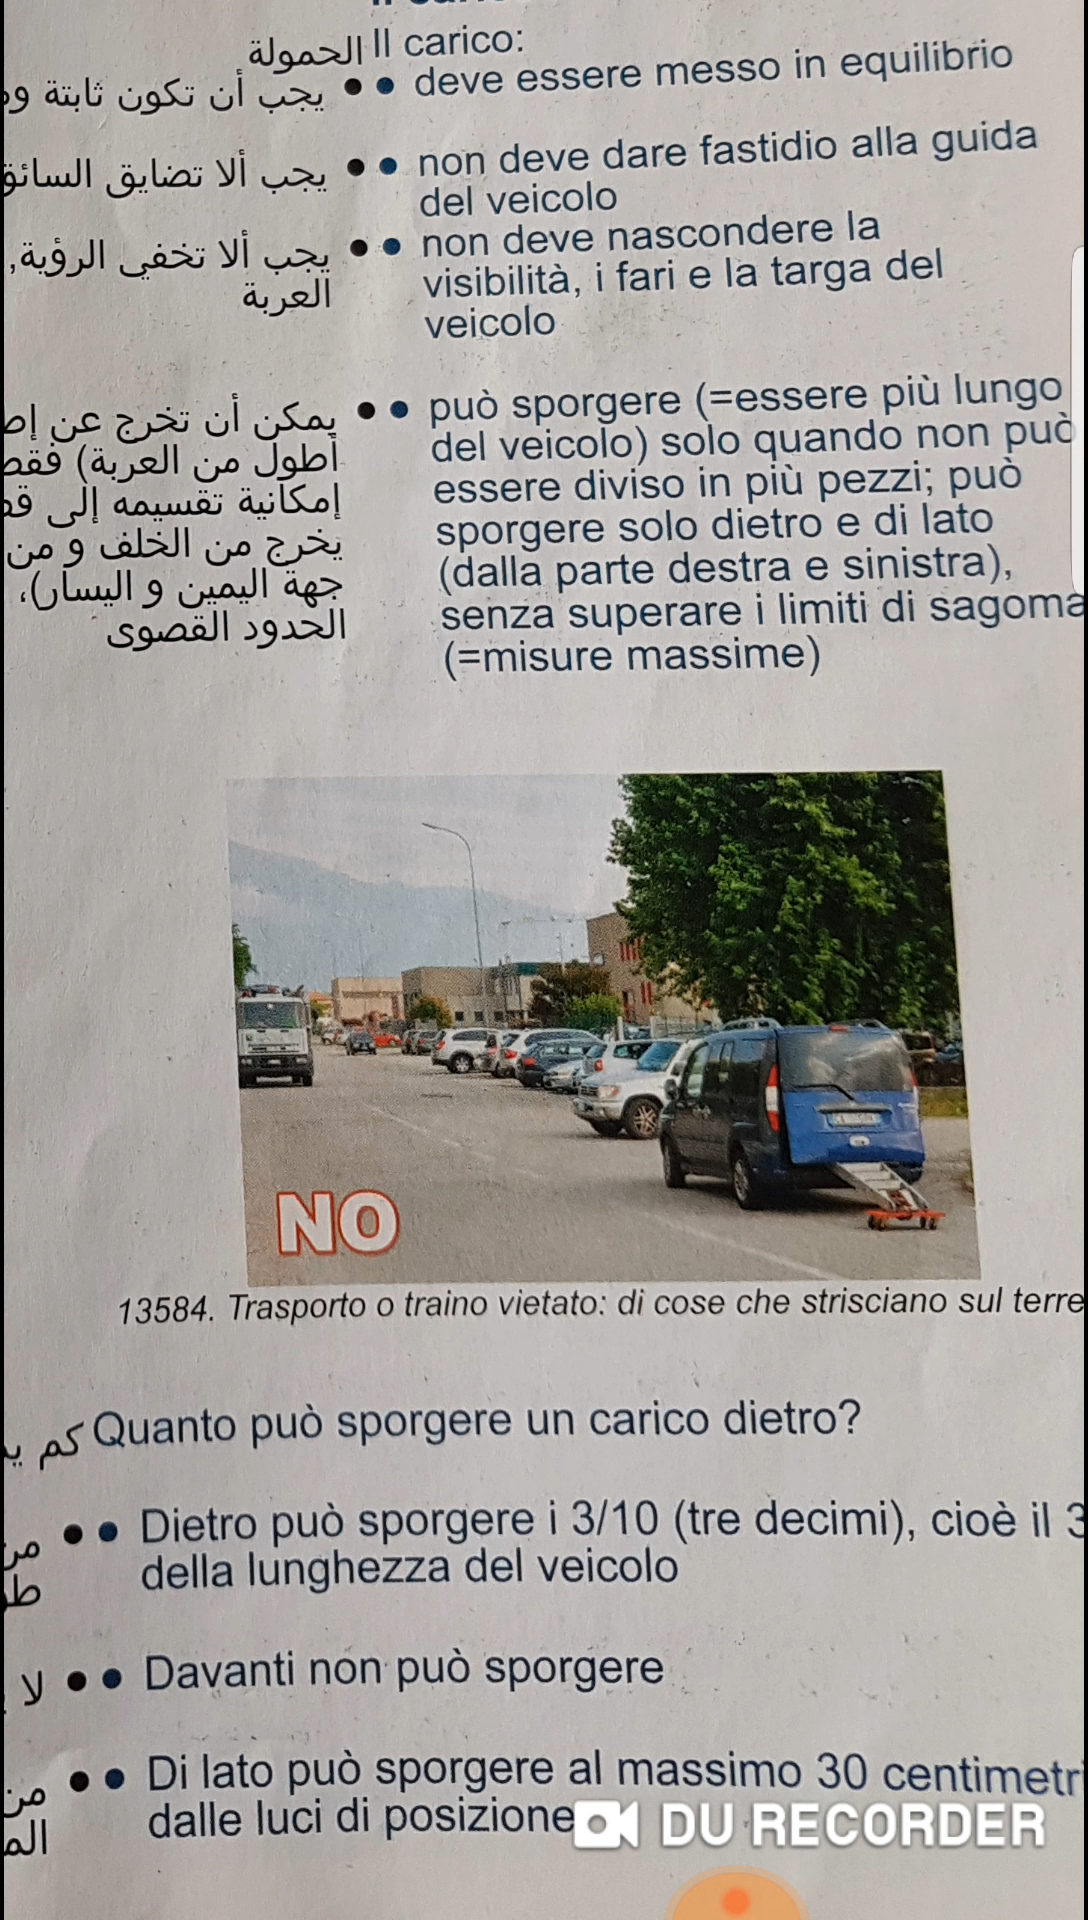 Il carico:
الحمولة
• deve essere messo in equilibrio
• يجب أن تكون ثابتة
• non deve dare fastidio alla guida
del veicolo
• يجب ألا تضايق السائق
• non deve nascondere la
visibilità, i fari e la targa del
veicolo
• يجب ألا تخفي الرؤية,
العربة
• può sporgere (=essere più lungo
del veicolo) solo quando non può
essere diviso in più pezzi; può
sporgere solo dietro e di lato
(dalla parte destra e sinistra),
senza superare i limiti di sagoma
(=misure massime)
• يمكن أن تخرج عن
أطول من العربة) فقط
إمكانية تقسيمه إلى
يخرج من الخلف و من
جهة اليمين و اليسار)،
الحدود القصوى
NO
13584. Trasporto o traino vietato: di cose che strisciano sul
Quanto può sporgere un carico dietro?
كم
• Dietro può sporgere i 3/10 (tre decimi), cioè il
della lunghezza del veicolo
• من
• Davanti non può sporgere
• لا
• Di lato può sporgere al massimo 30 centimetri
dalle luci di posizione
• من
DU RECORDER